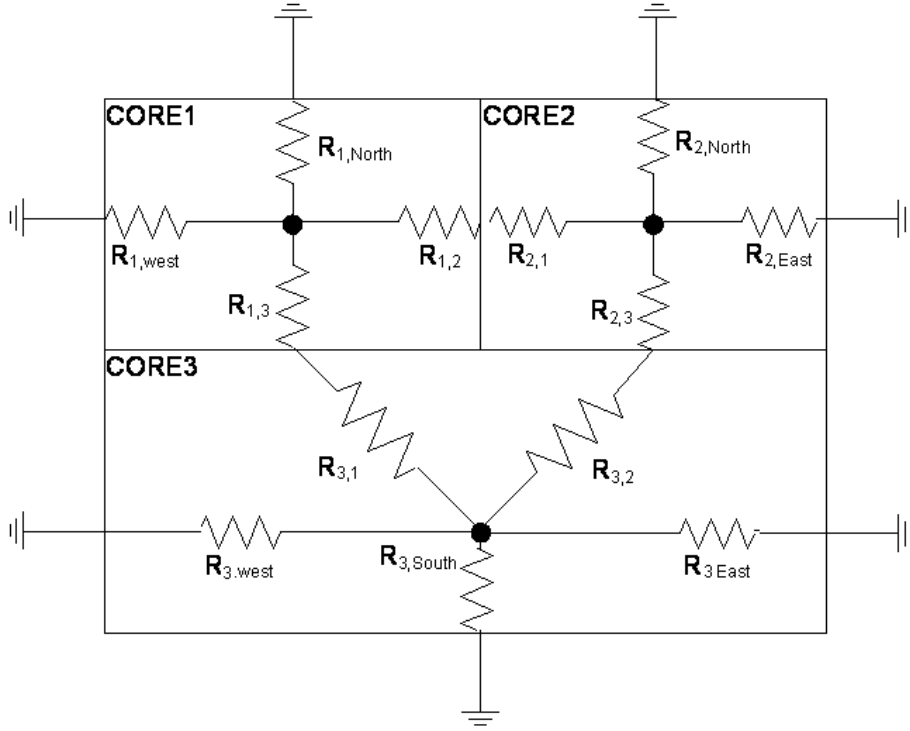 CORE1
CORE2
R1,North
R2,North
R1,west
R1,2
R2,1
R2,East
R1,3
R2,3
CORE3
R3,1
R3,2
R3.west
R3,South
R3 East